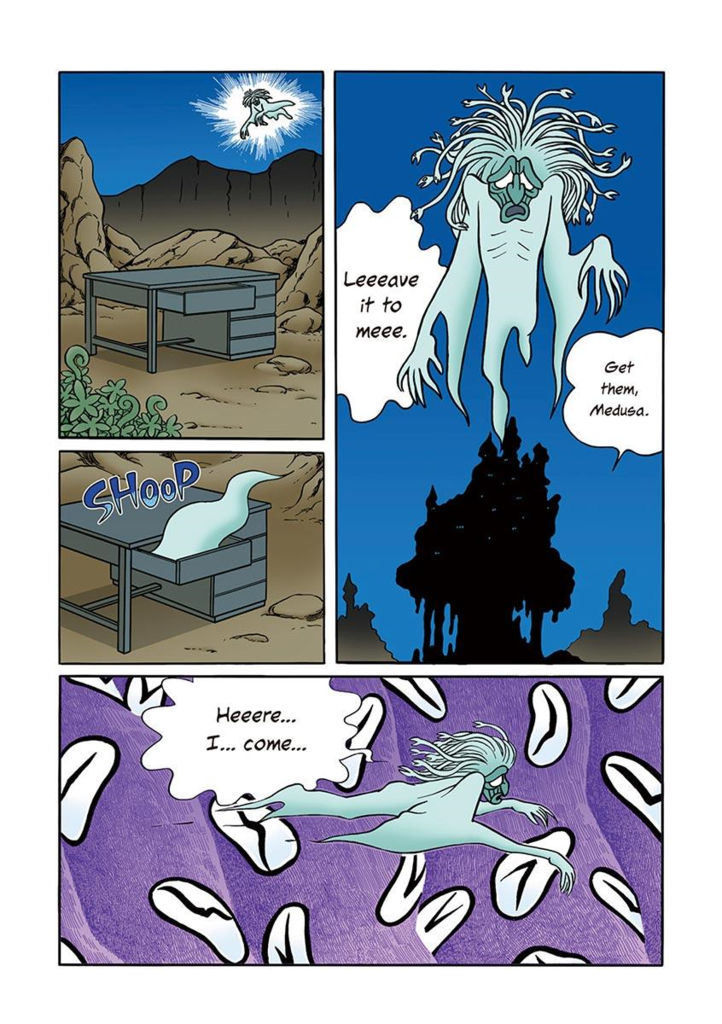 Get
them,
Medusa.
Leeeave
it to
meee.
SHOOP
Heeere...
I... come...